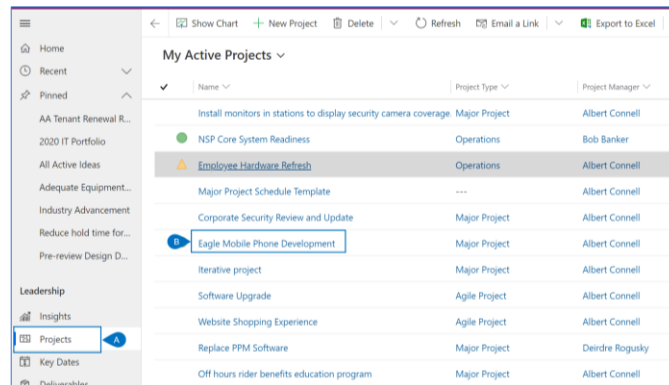 Show Chart New Project Delete Refresh Email a Link Export to Excel
Home
Recent
Pinned
AA Tenant Renewal R...
2020 IT Portfolio
All Active Ideas
Adequate Equipment...
Industry Advancement
Reduce hold time for...
Pre-review Design D...
Leadership
Insights
Projects A
Key Dates
Deliverables
My Active Projects
Name Project Type Project Manager
Install monitors in stations to display security camera coverage. Major Project Albert Connell
NSP Core System Readiness Operations Bob Banker
Employee Hardware Refresh Operations Albert Connell
Major Project Schedule Template --- Albert Connell
Corporate Security Review and Update Major Project Albert Connell
B Eagle Mobile Phone Development Major Project Albert Connell
Iterative project Major Project Albert Connell
Software Upgrade Agile Project Albert Connell
Website Shopping Experience Agile Project Albert Connell
Replace PPM Software Major Project Deirdre Rogusky
Off hours rider benefits education program Major Project Albert Connell